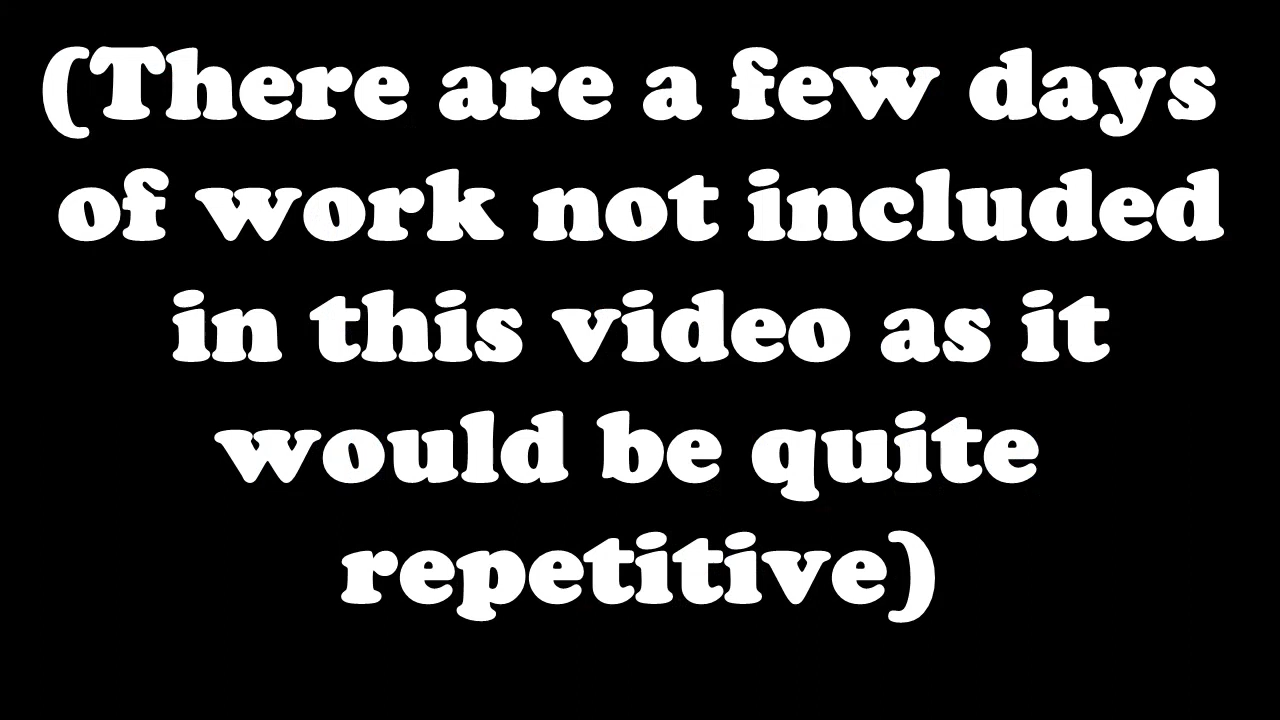 (There are a few days
of work not included
in this video as it
would be quite
repetitive)